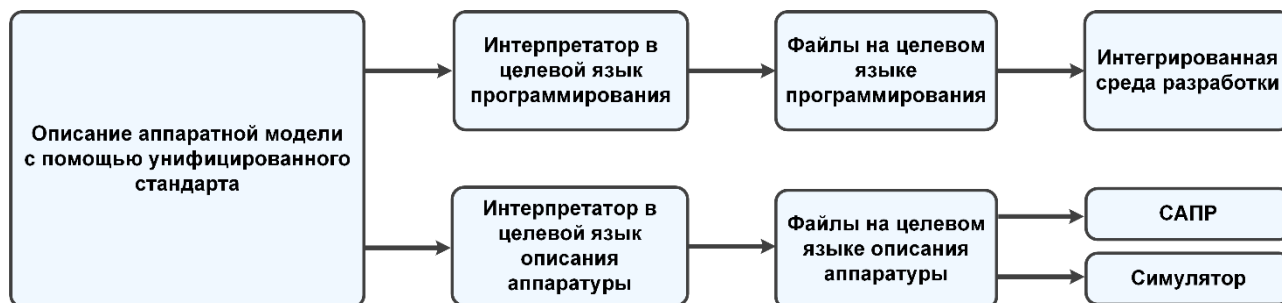 Описание аппаратной модели
с помощью унифицированного
стандарта
Интерпретатор в
целевой язык
программирования
Файлы на целевом
языке
программирования
Интегрированная
среда разработки
Интерпретатор в
целевой язык
описания
аппаратуры
Файлы на целевом
языке описания
аппаратуры
САПР
Симулятор